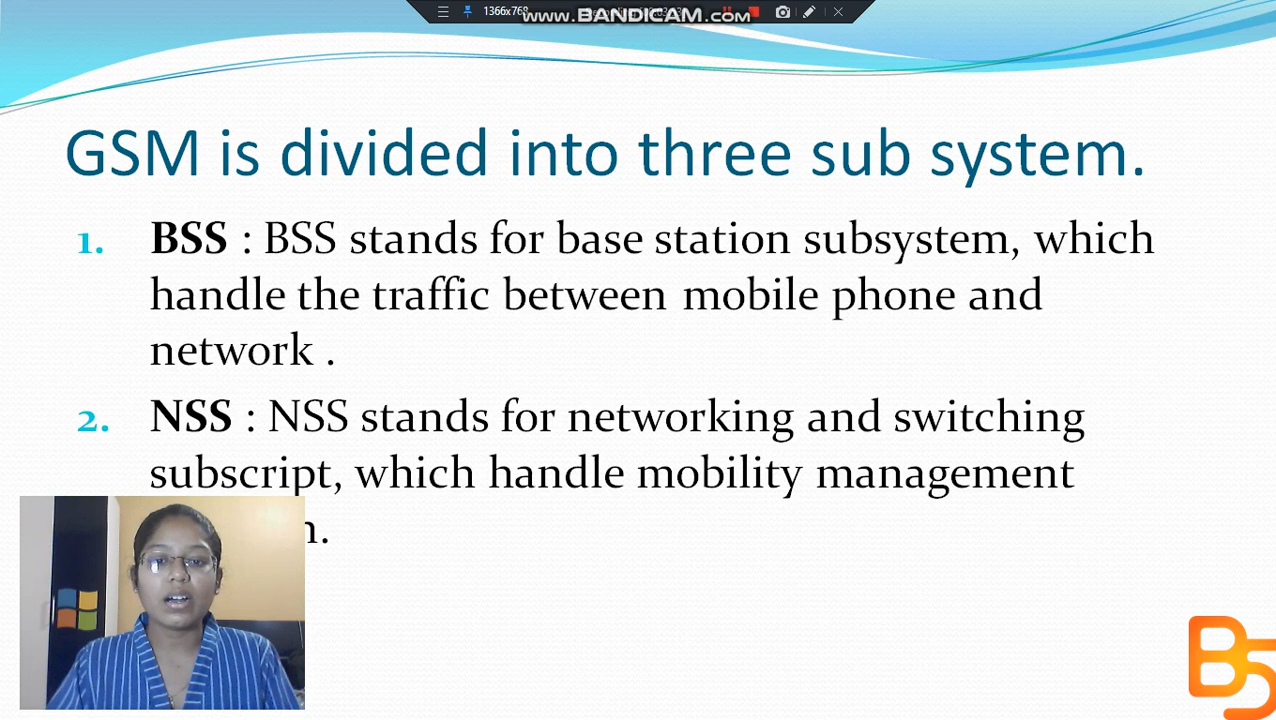 1366x768
www.BANDICAM.com
GSM is divided into three sub system.
1. BSS : BSS stands for base station subsystem, which
handle the traffic between mobile phone and
network .
2. NSS : NSS stands for networking and switching
subscript, which handle mobility management
B5